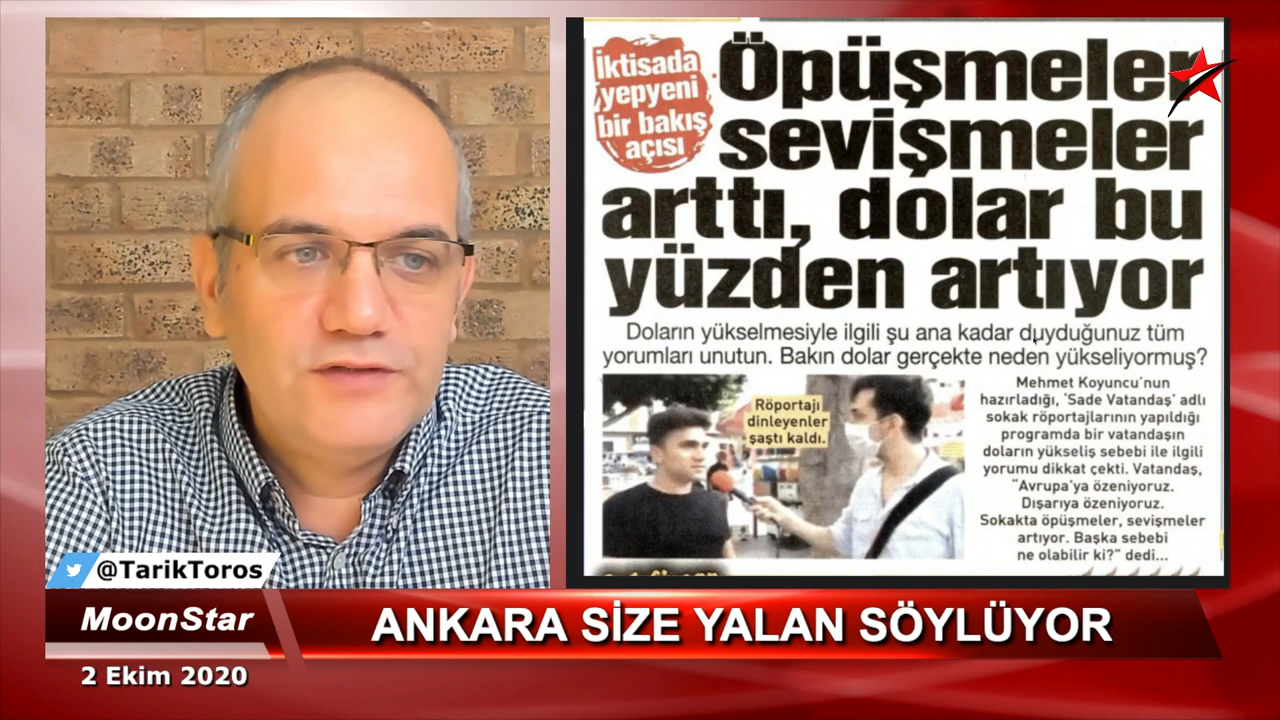 İktisada
yepyeni
bir bakış
açısı
Öpüşmeler
sevişmeler
arttı, dolar bu
yüzden artıyor
Doların yükselmesiyle ilgili şu ana kadar duyduğunuz tüm
yorumları unutun. Bakın dolar gerçekte neden yükseliyormuş?
Röportajı
dinleyenler
şaştı kaldı.
Mehmet Koyuncu'nun
hazırladığı, 'Sade Vatandaş' adlı
sokak röportajlarının yapıldığı
programda bir vatandaşın
doların yükseliş sebebi ile ilgili
yorumu dikkat çekti. Vatandaş,
"Avrupa'ya özeniyoruz.
Dışarıya özeniyoruz.
Sokakta öpüşmeler, sevişmeler
artıyor. Başka sebebi
ne olabilir ki?" dedi...
@TarikToros
MoonStar
ANKARA SİZE YALAN SÖYLÜYOR
2 Ekim 2020